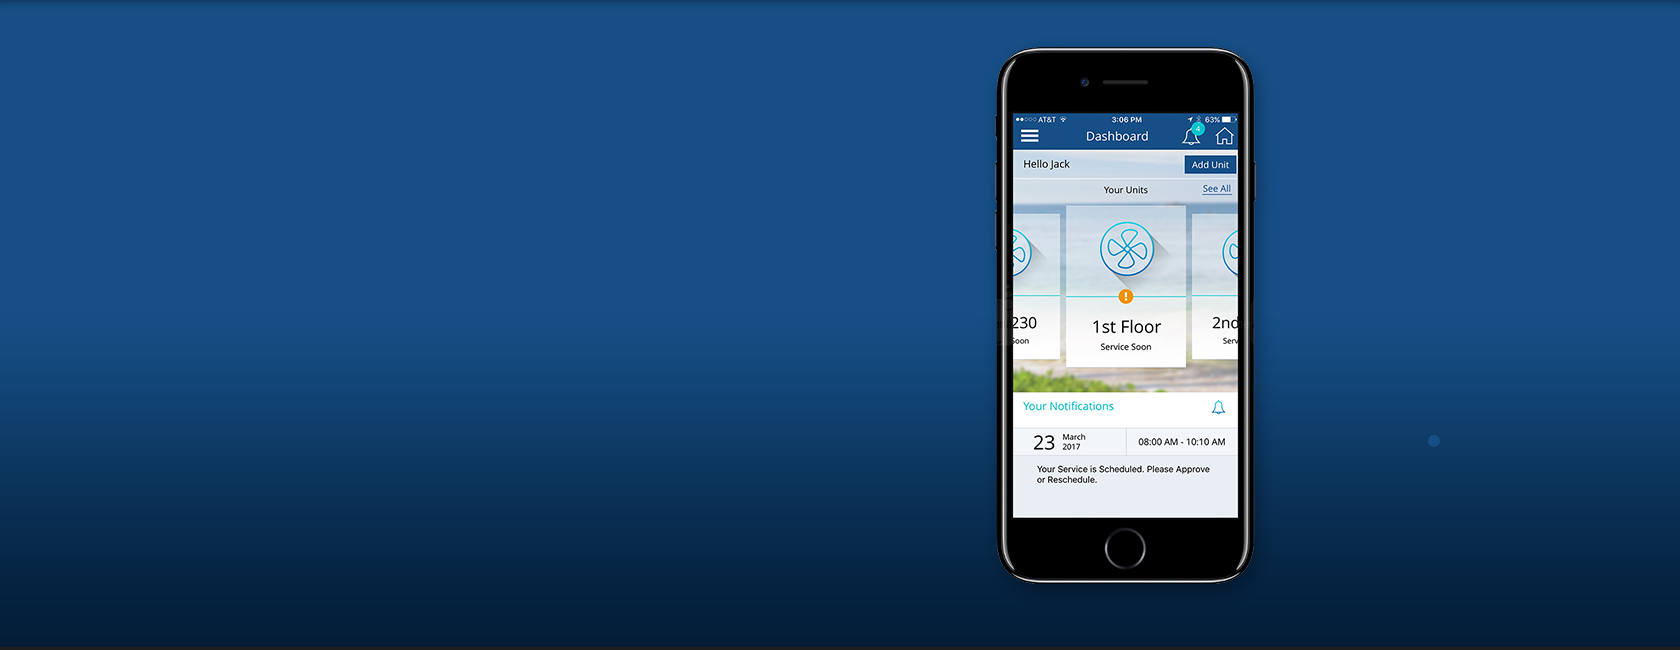 AT&T 3:06 PM 63%
Dashboard 4
Hello Jack Add Unit
Your Units See All
230 1st Floor 2nd
Soon Service Soon Serv
Your Notifications
23 March 2017 08:00 AM - 10:10 AM
Your Service is Scheduled. Please Approve
or Reschedule.